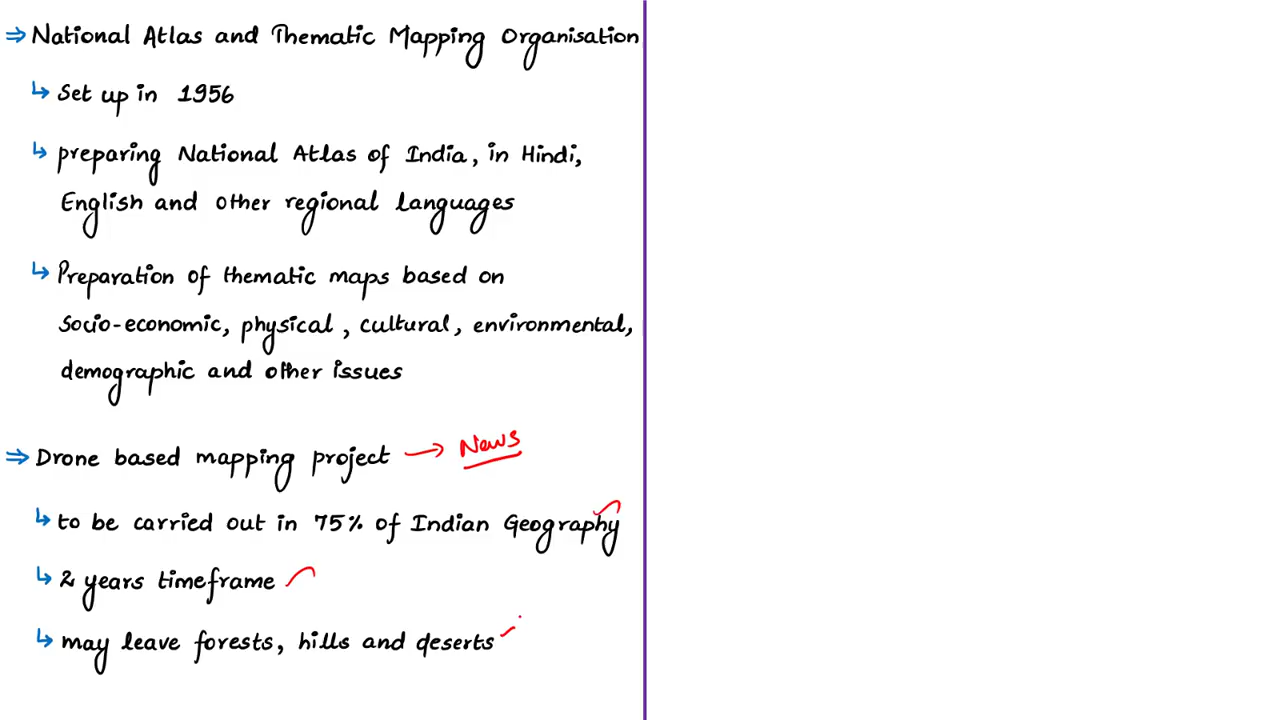 ⇒ National Atlas and Thematic Mapping Organisation
↳ Set up in 1956
↳ preparing National Atlas of India, in Hindi,
English and other regional languages
↳ Preparation of thematic maps based on
Socio-economic, physical, cultural, environmental,
demographic and other issues
⇒ Drone based mapping project → News
↳ to be carried out in 75% of Indian Geography
↳ 2 years timeframe
↳ may leave forests, hills and deserts